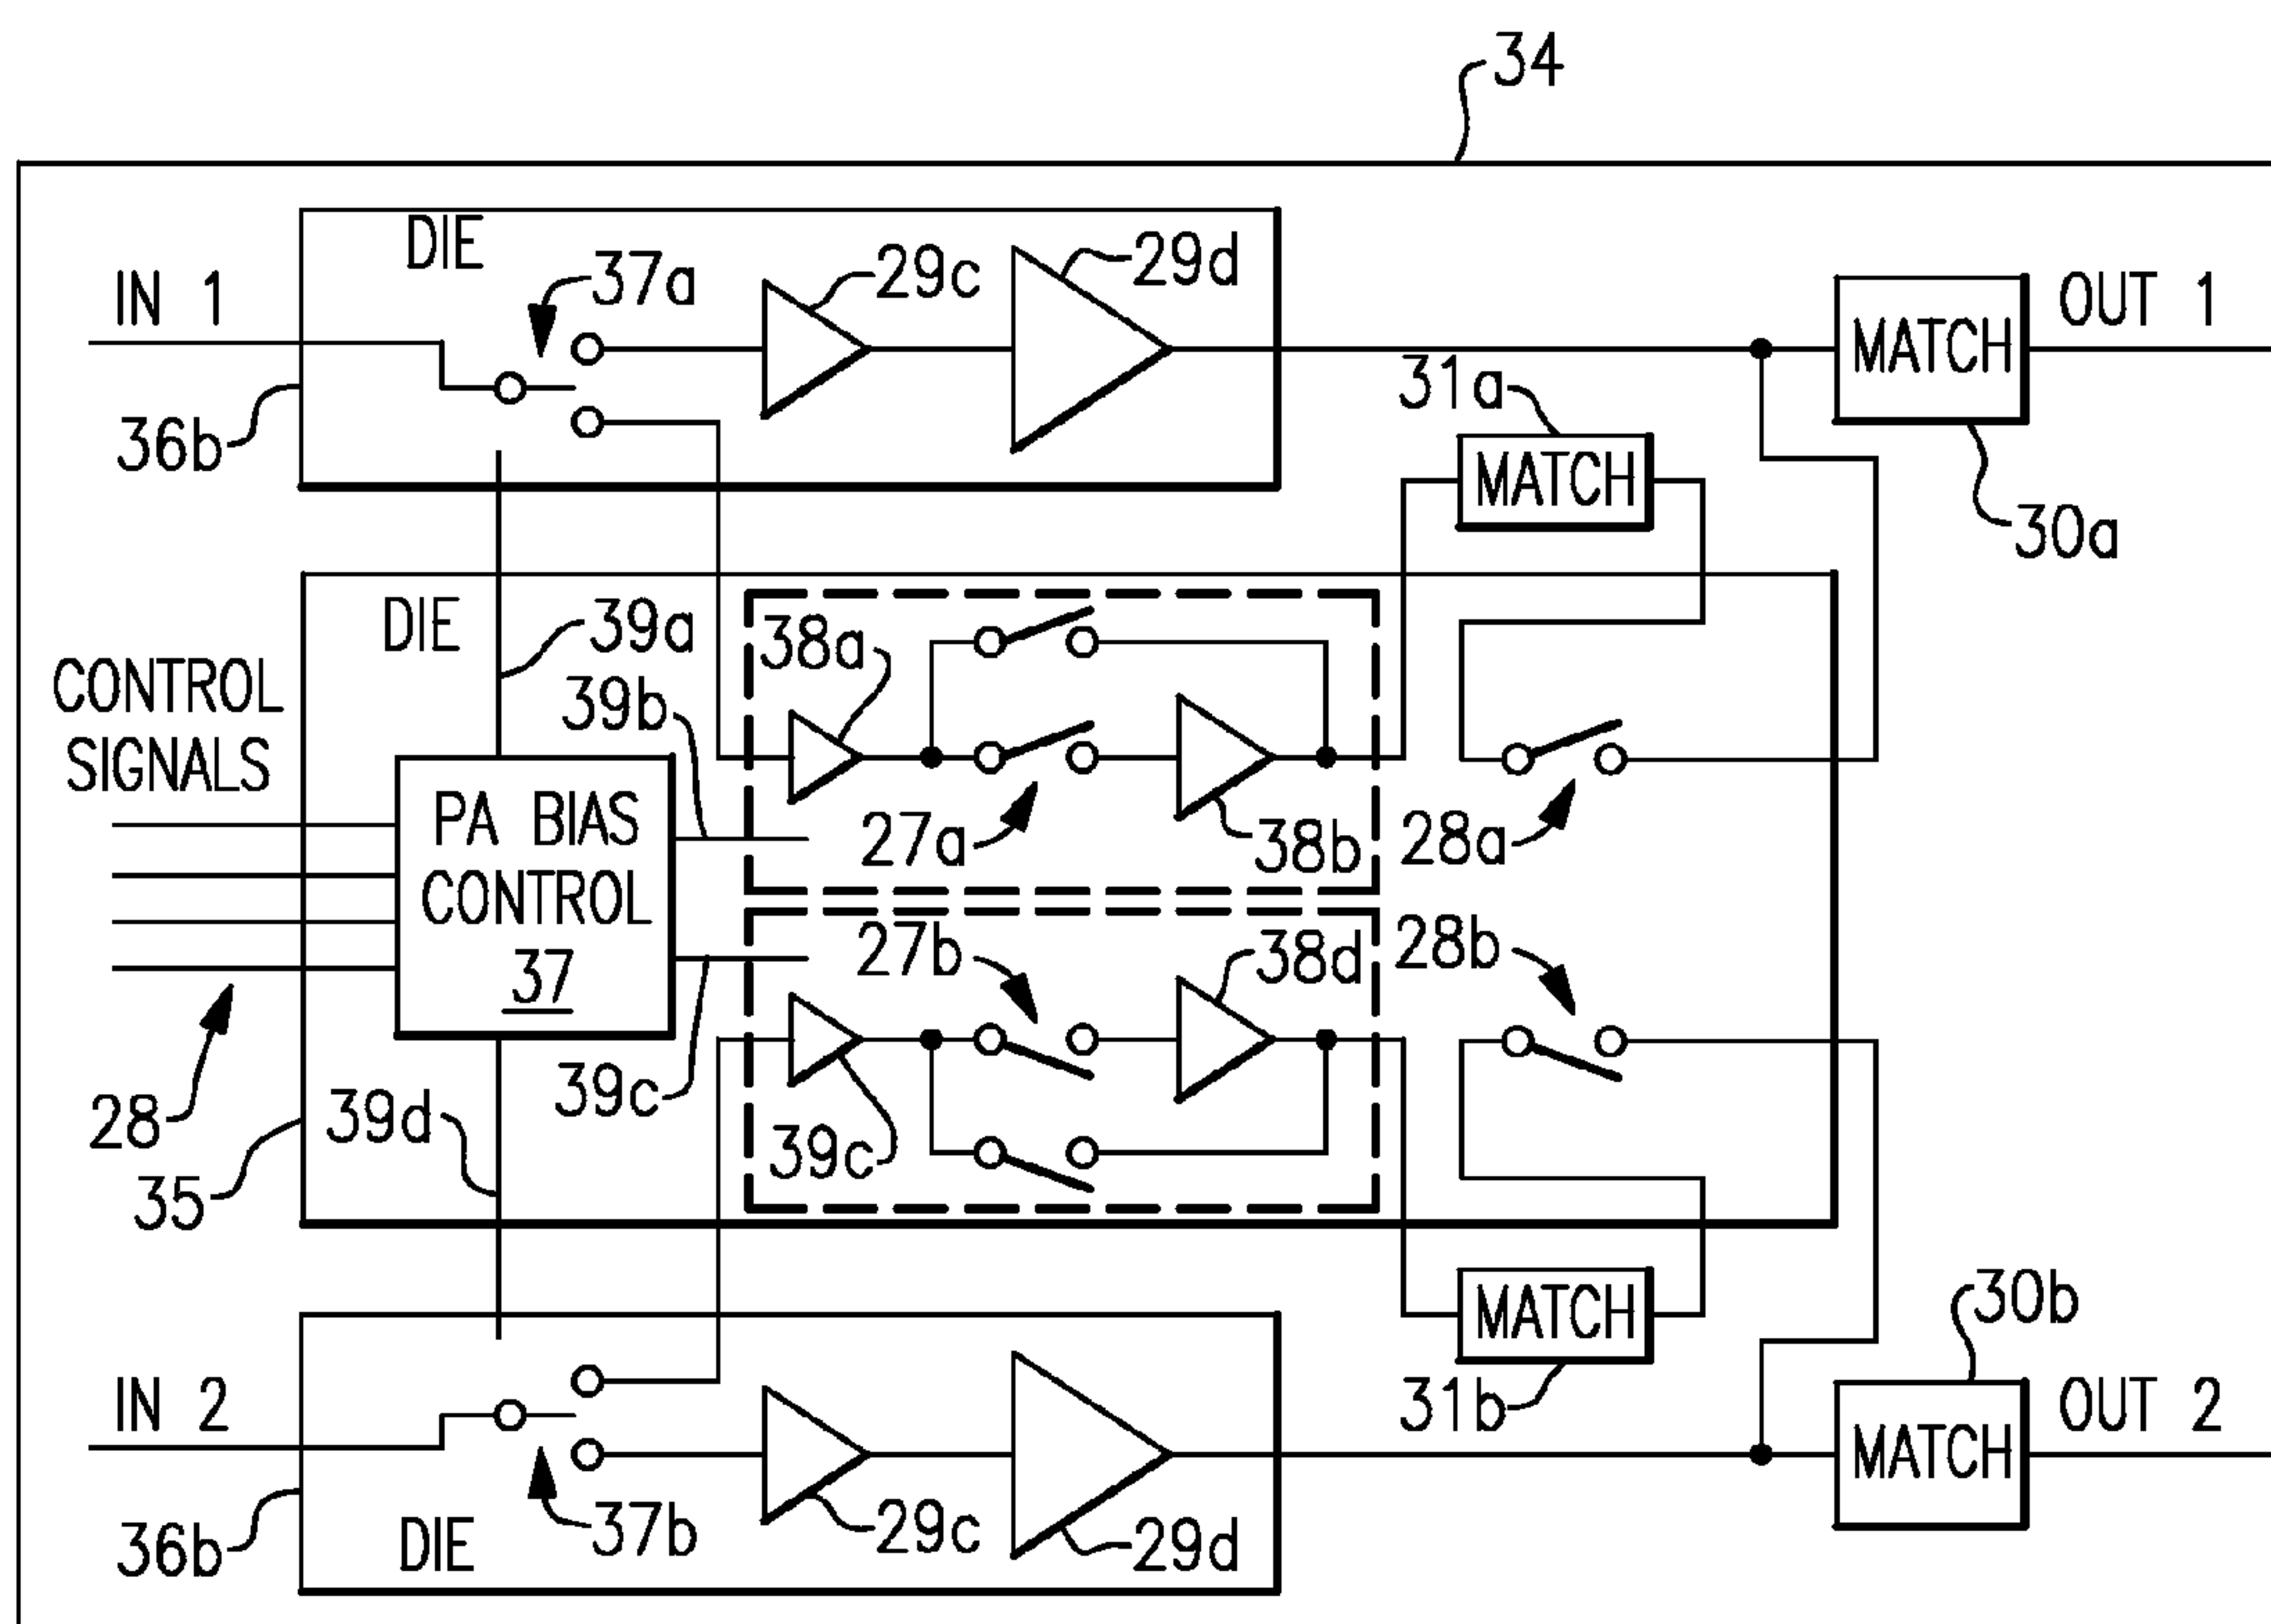 34
DIE
IN 1
37a
29c
29d
MATCH
OUT 1
36b
31a
MATCH
30a
DIE
39a
39b
38a
CONTROL
SIGNALS
PA BIAS
CONTROL
37
27a
38b
28a
27b
38d
28b
28
35
39d
39c
39c
MATCH
31b
30b
IN 2
36b
DIE
37b
29c
29d
MATCH
OUT 2